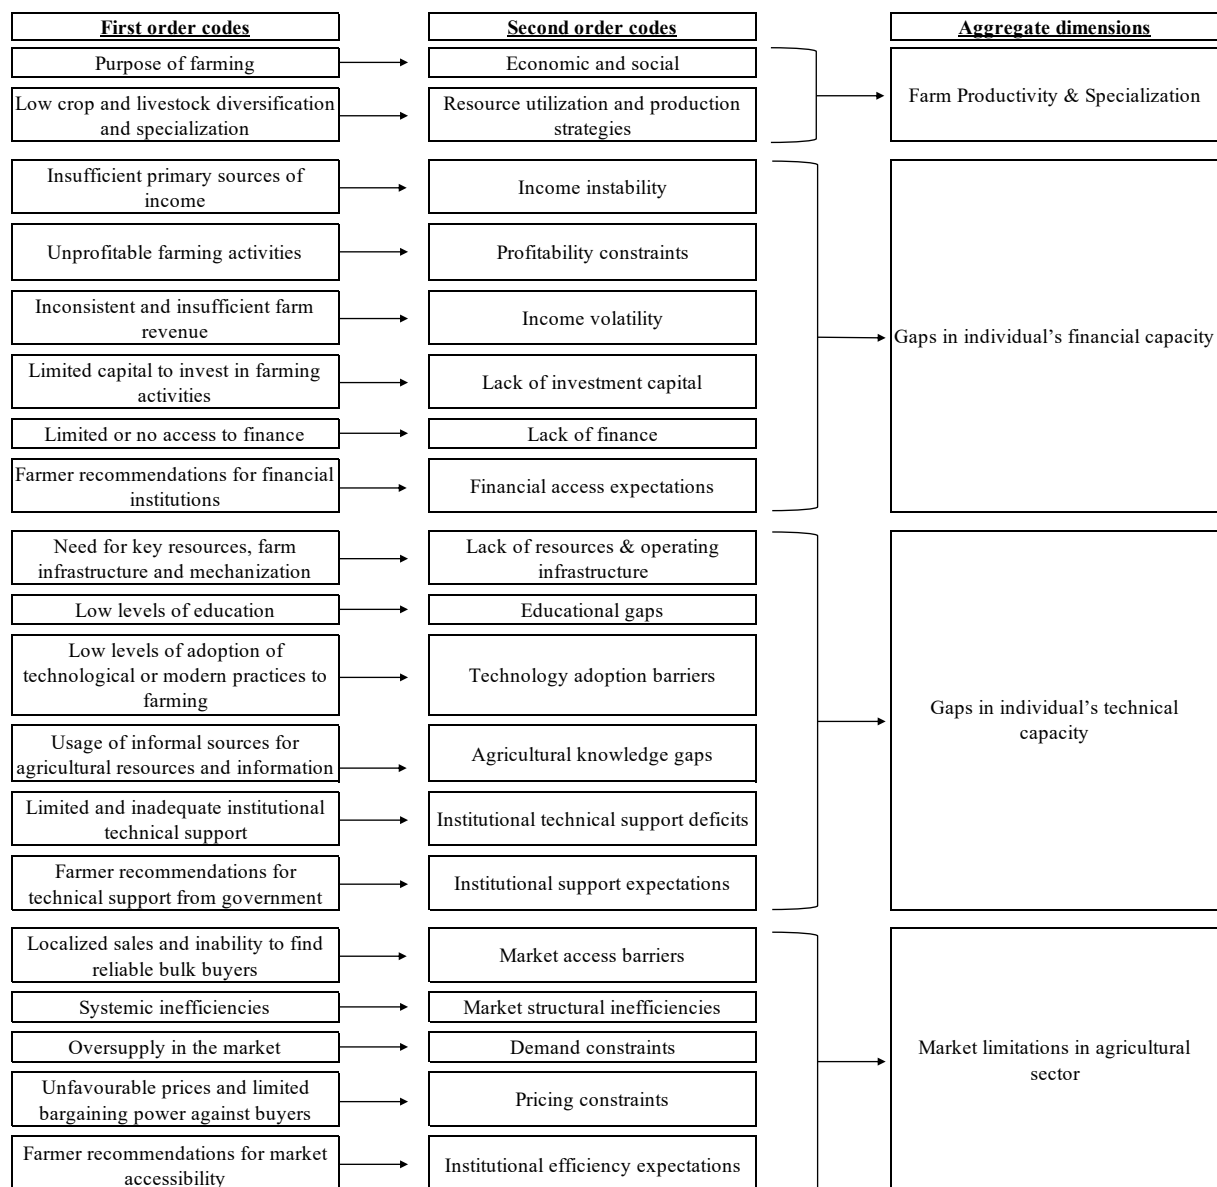 First order codes
Second order codes
Aggregate dimensions
Purpose of farming
Economic and social
Low crop and livestock diversification
and specialization
Resource utilization and production
strategies
Farm Productivity & Specialization
Insufficient primary sources of
income
Income instability
Unprofitable farming activities
Profitability constraints
Inconsistent and insufficient farm
revenue
Income volatility
Limited capital to invest in farming
activities
Lack of investment capital
Limited or no access to finance
Lack of finance
Farmer recommendations for financial
institutions
Financial access expectations
Gaps in individual’s financial capacity
Need for key resources, farm
infrastructure and mechanization
Lack of resources & operating
infrastructure
Low levels of education
Educational gaps
Low levels of adoption of
technological or modern practices to
farming
Technology adoption barriers
Usage of informal sources for
agricultural resources and information
Agricultural knowledge gaps
Limited and inadequate institutional
technical support
Institutional technical support deficits
Farmer recommendations for
technical support from government
Institutional support expectations
Gaps in individual’s technical
capacity
Localized sales and inability to find
reliable bulk buyers
Market access barriers
Systemic inefficiencies
Market structural inefficiencies
Oversupply in the market
Demand constraints
Unfavourable prices and limited
bargaining power against buyers
Pricing constraints
Farmer recommendations for market
accessibility
Institutional efficiency expectations
Market limitations in agricultural
sector